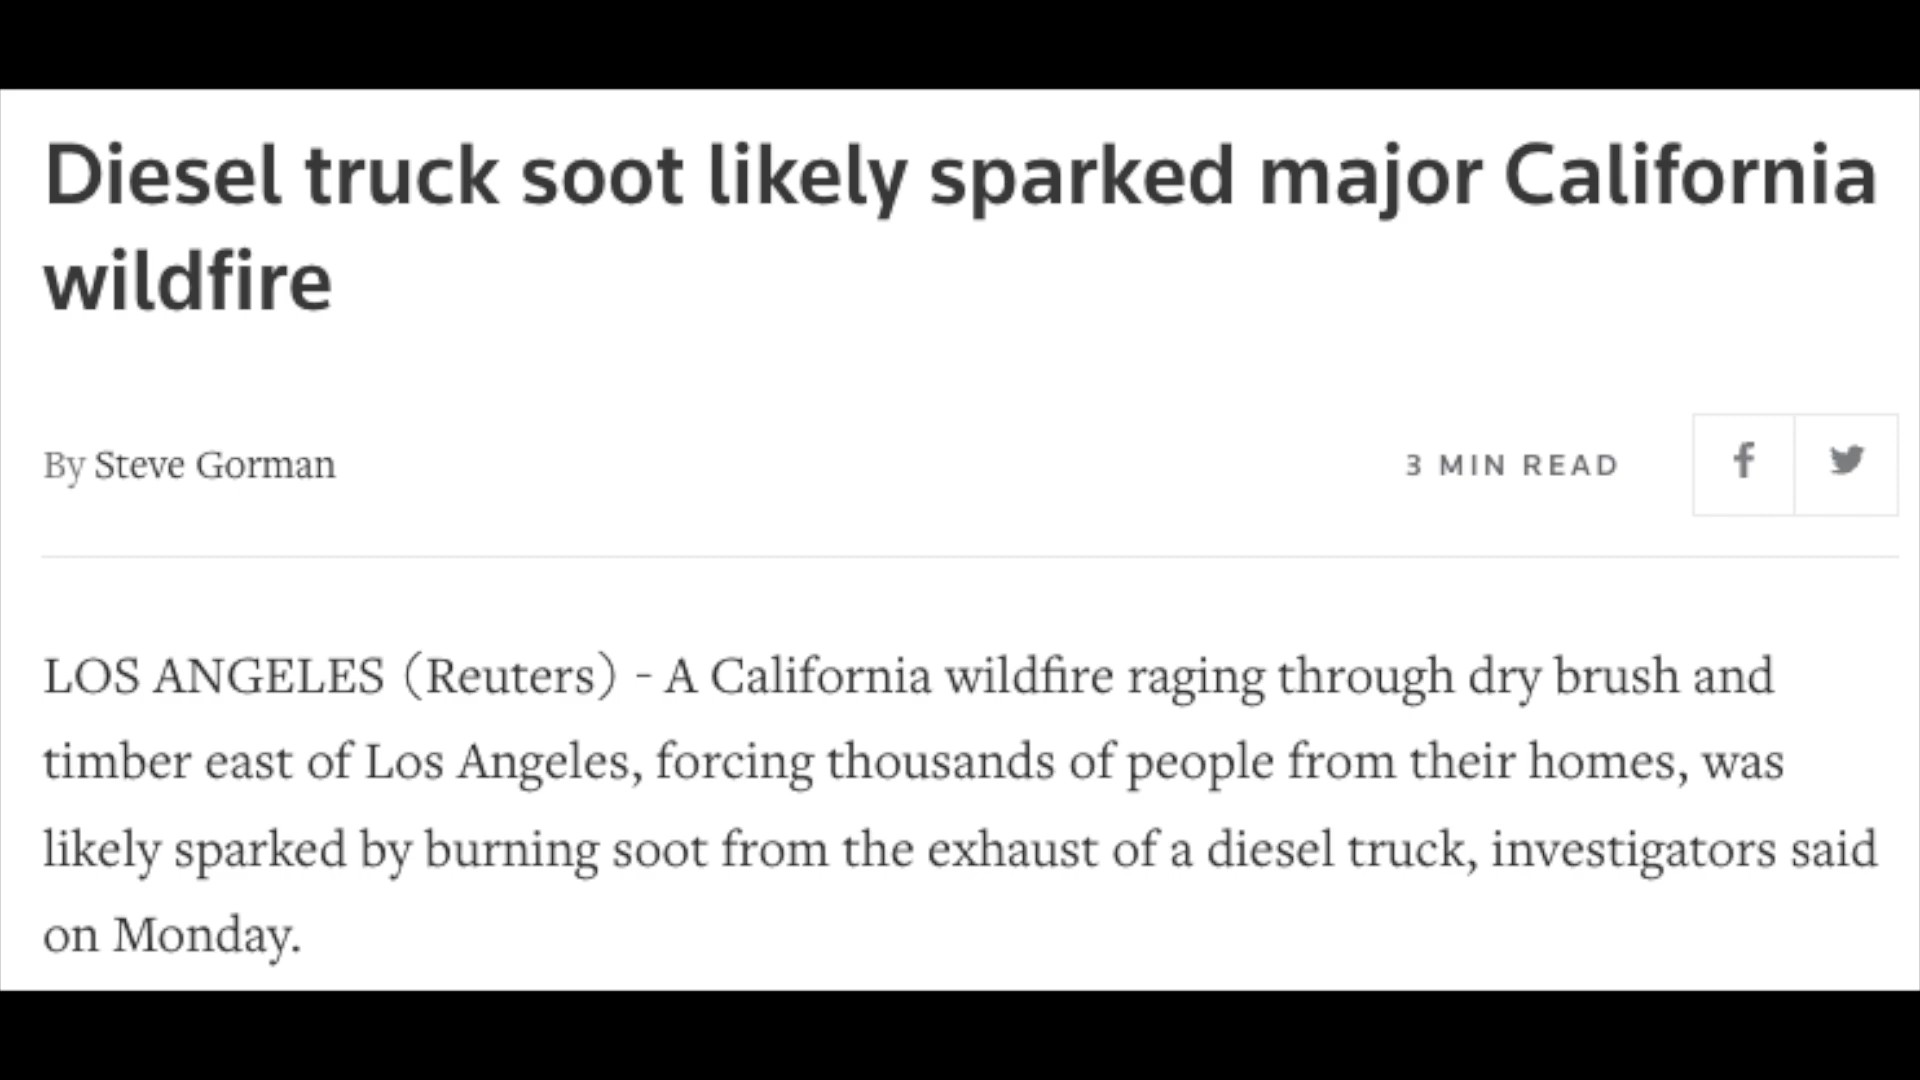 Diesel truck soot likely sparked major California
wildfire
By Steve Gorman
3 MIN READ
LOS ANGELES (Reuters) - A California wildfire raging through dry brush and
timber east of Los Angeles, forcing thousands of people from their homes, was
likely sparked by burning soot from the exhaust of a diesel truck, investigators said
on Monday.